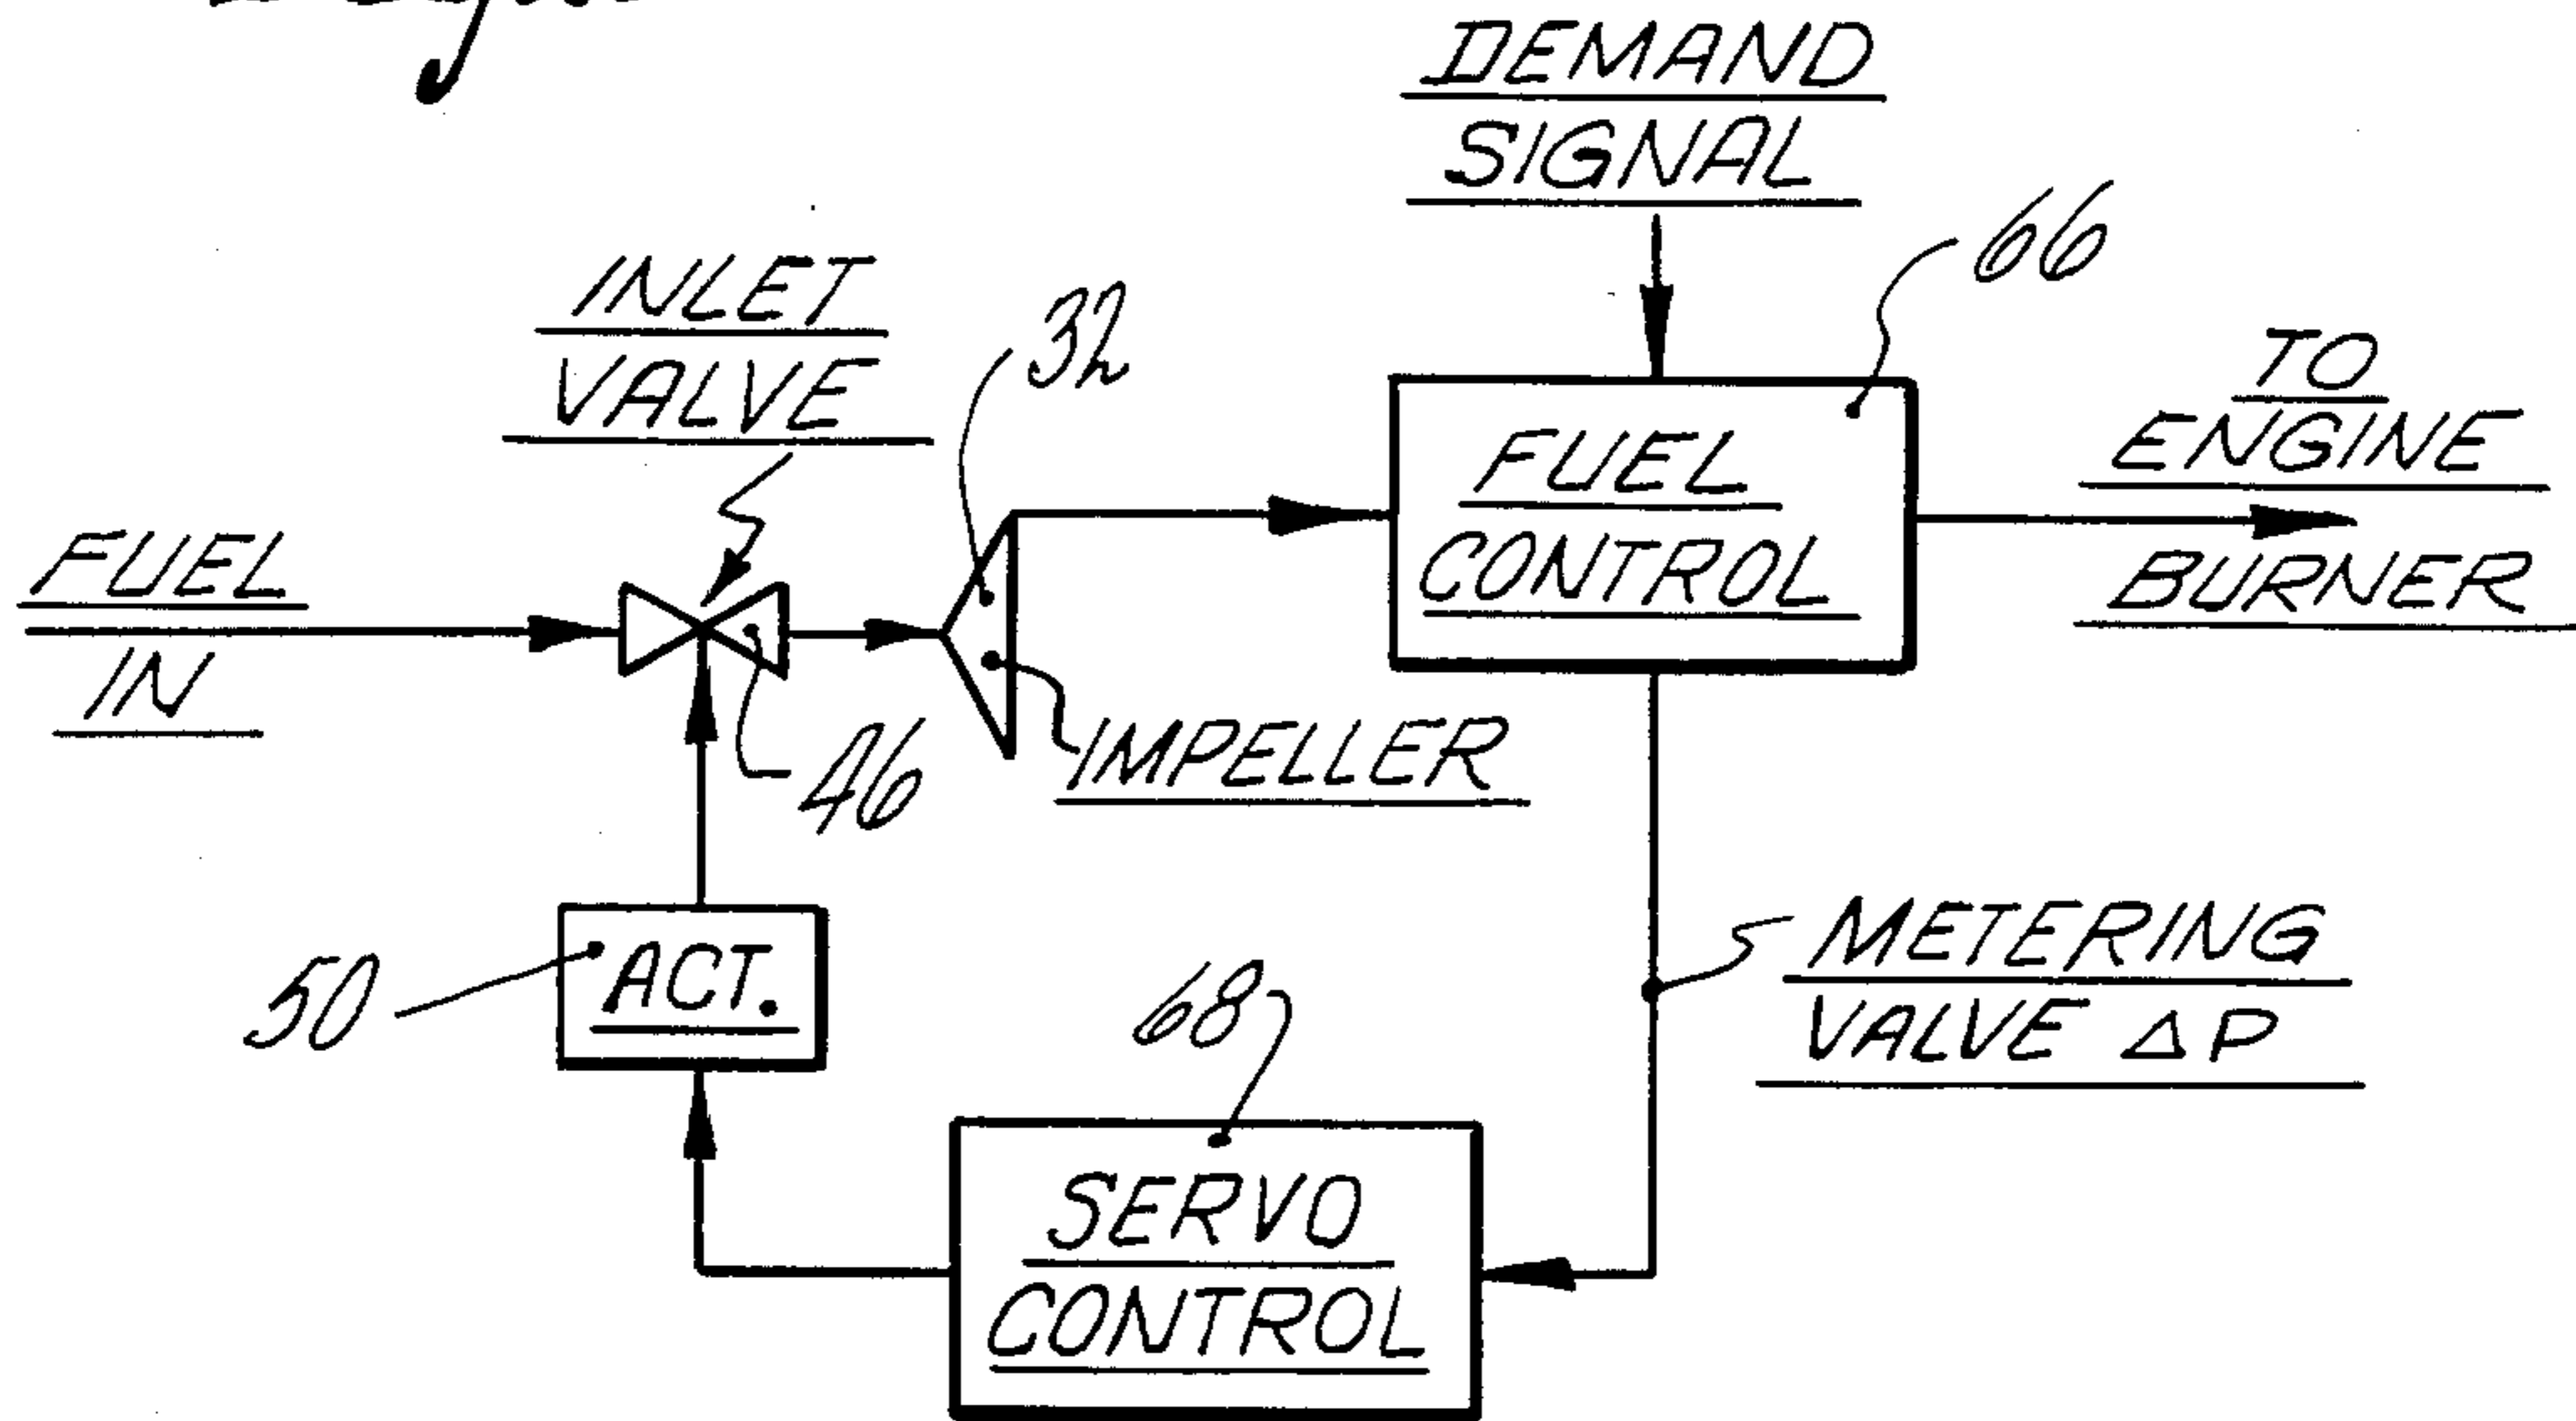 DEMAND
SIGNAL
66
INLET
VALVE
32
TO
ENGINE
BURNER
FUEL
CONTROL
FUEL
IN
46
IMPELLER
METERING
VALVE ΔP
50
ACT.
68
SERVO
CONTROL